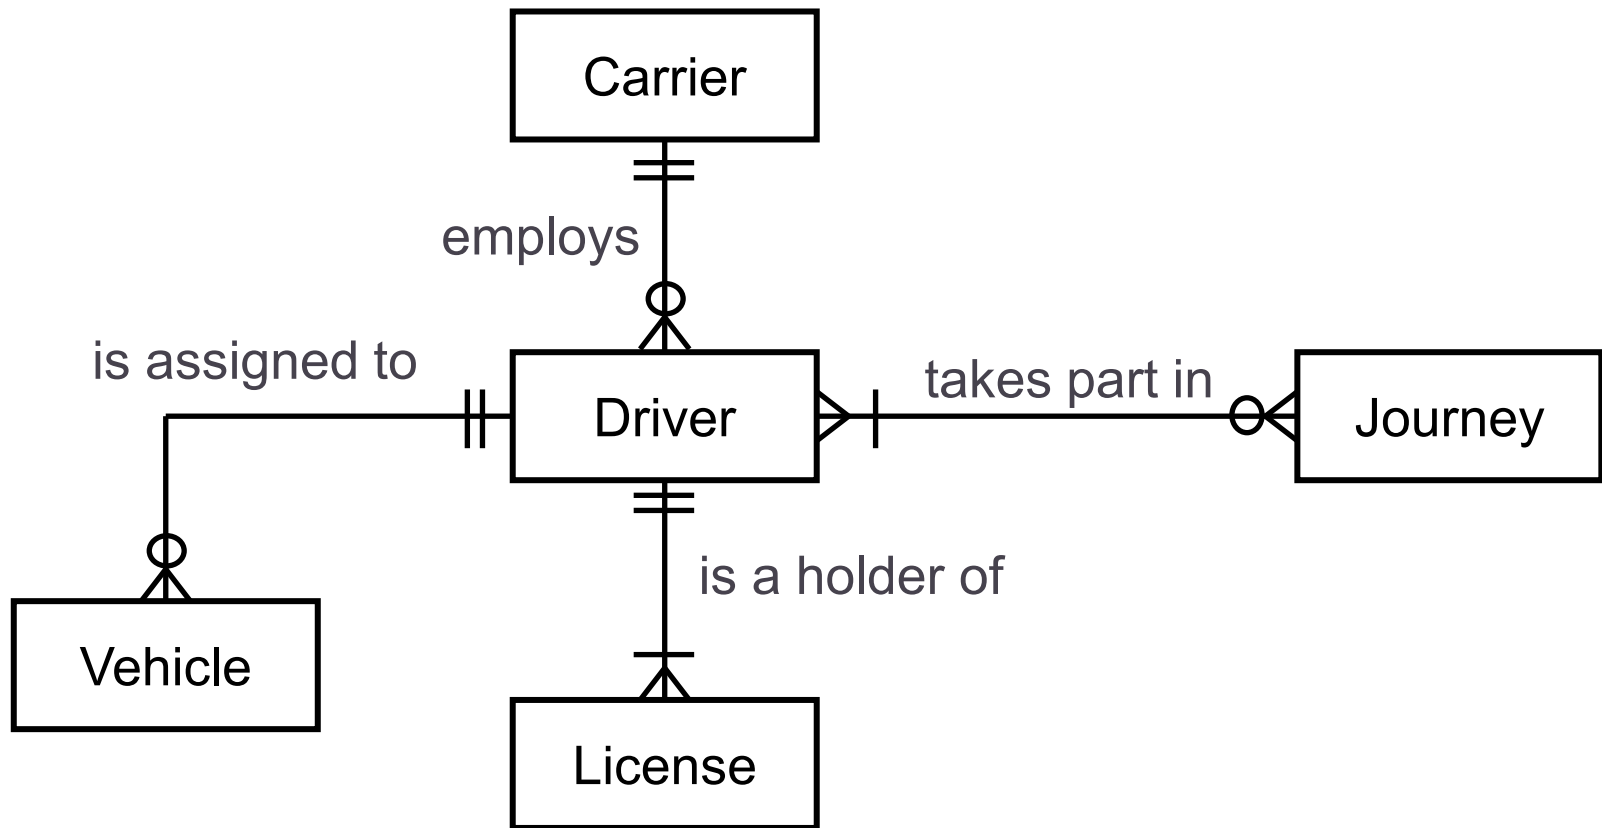 Carrier
employs
is assigned to
Driver
takes part in
Journey
is a holder of
Vehicle
License